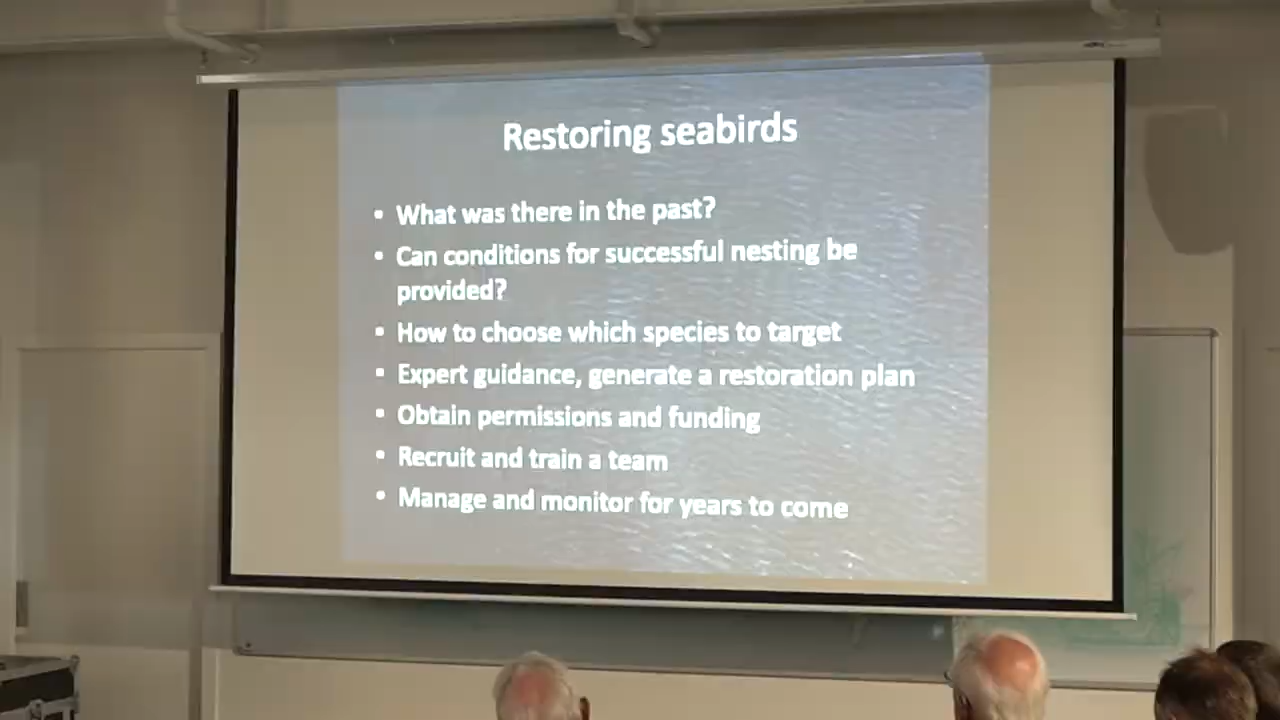 Restoring seabirds
• What was there in the past?
• Can conditions for successful nesting be
provided?
• How to choose which species to target
• Expert guidance, generate a restoration plan
• Obtain permissions and funding
• Recruit and train a team
• Manage and monitor for years to come